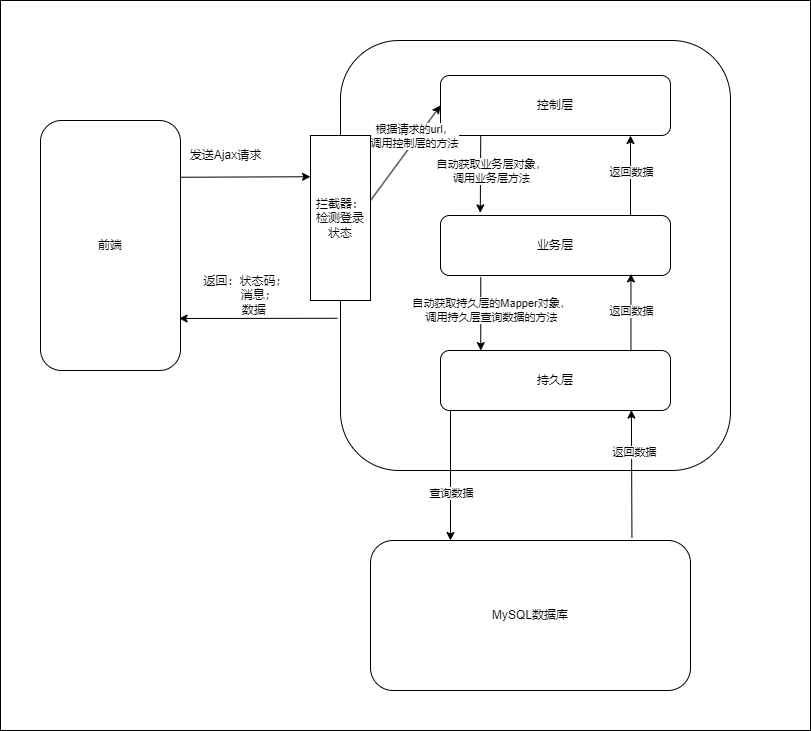 控制层
根据请求的url，
调用控制层的方法
发送Ajax请求
自动获取业务层对象，
调用业务层方法
返回数据
拦截器：
检测登录
状态
前端
业务层
返回：状态码；
消息；
数据
自动获取持久层的Mapper对象，
调用持久层查询数据的方法
返回数据
持久层
返回数据
查询数据
MySQL数据库